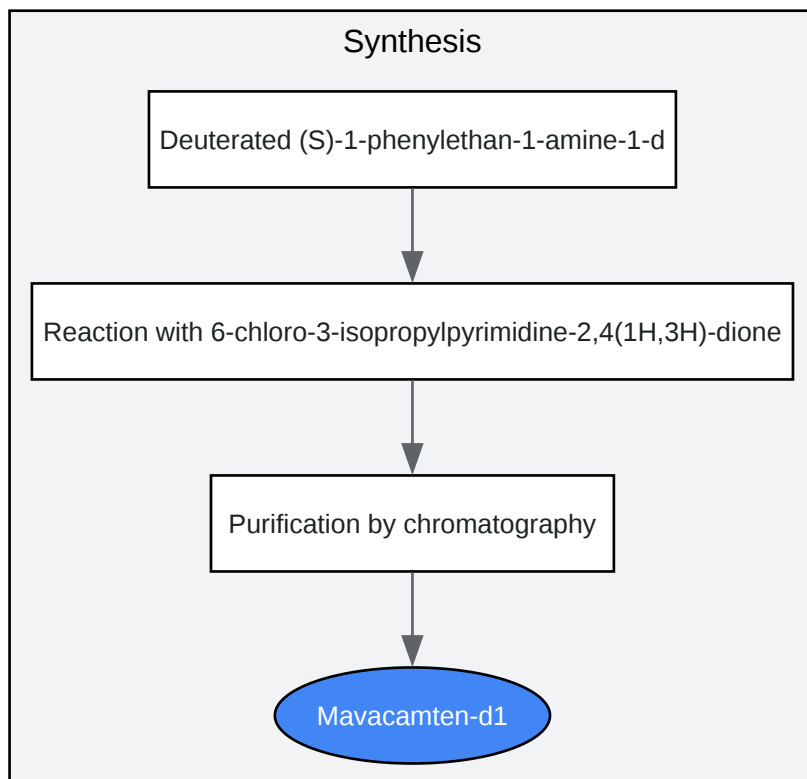 Synthesis
Deuterated (S)-1-phenylethan-1-amine-1-d
Reaction with 6-chloro-3-isopropylpyrimidine-2,4(1H,3H)-dione
Purification by chromatography
Mavacamten-d1